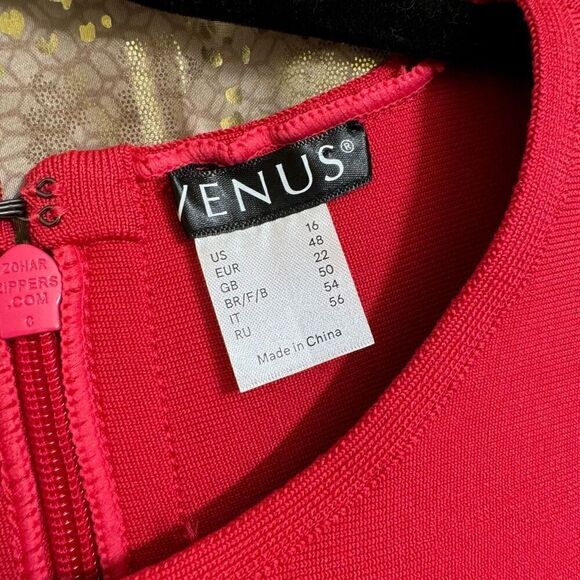 VENUS®
US 16
EUR 48
GB 22
BR/F/B 50
IT 54
RU 56
Made in China
ZOHAR
ZIPPERS
.COM